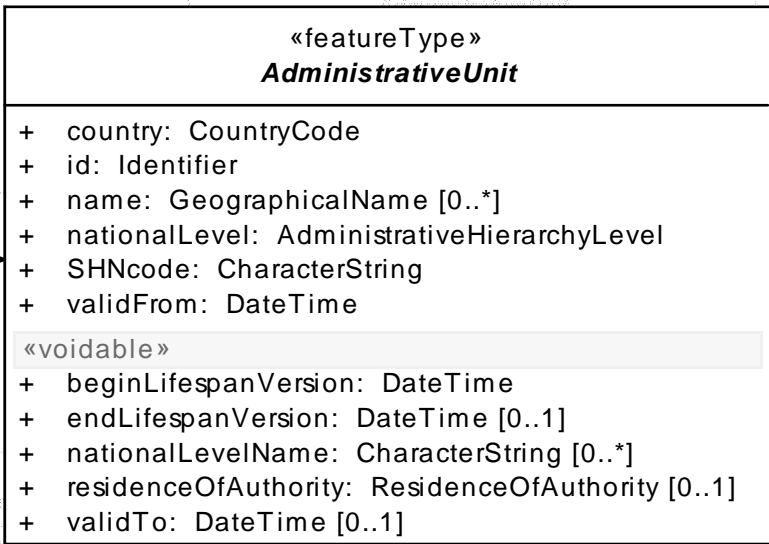 «featureType»
AdministrativeUnit
+ country: CountryCode
+ id: Identifier
+ name: GeographicalName [0..*]
+ nationalLevel: AdministrativeHierarchyLevel
+ SHNcode: CharacterString
+ validFrom: DateTime
«voidable»
+ beginLifespanVersion: DateTime
+ endLifespanVersion: DateTime [0..1]
+ nationalLevelName: CharacterString [0..*]
+ residenceOfAuthority: ResidenceOfAuthority [0..1]
+ validTo: DateTime [0..1]